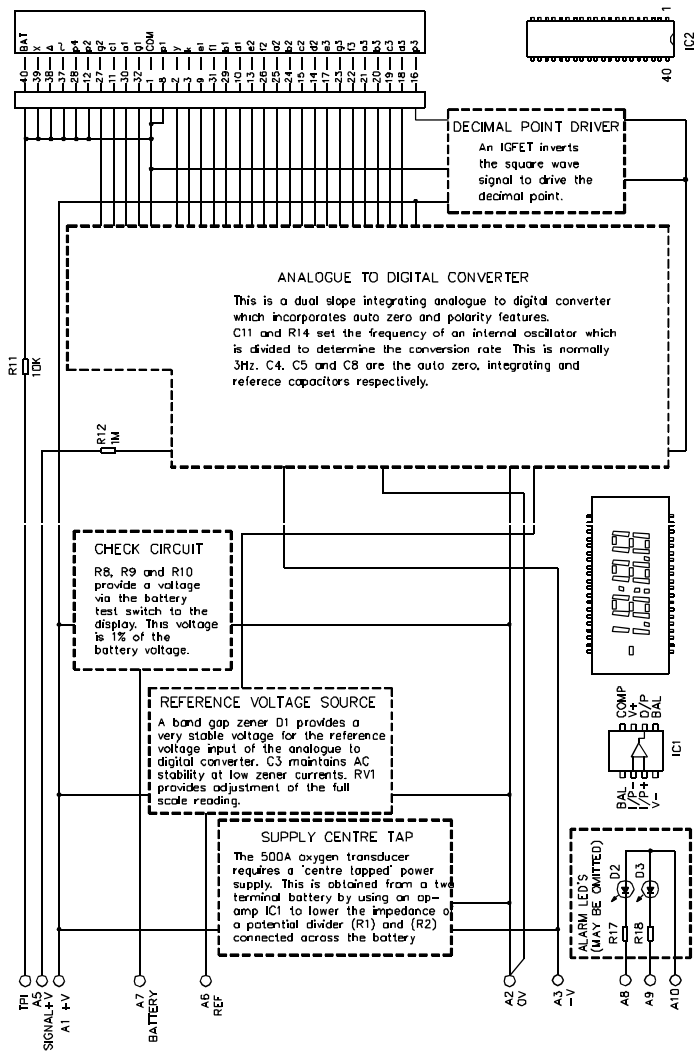 BAT
X
Δ
p4
p2
g2
c1
a1
g1
COM
p1
y
k
e1
f1
b1
d1
e2
f2
a2
b2
c2
d2
e3
g3
f3
a3
b3
c3
d3
p3
40
39
38
37
28
12
27
11
30
32
1
8
2
3
9
31
29
10
13
26
25
24
15
14
17
23
22
21
20
19
18
16
1
40
IC2
DECIMAL POINT DRIVER
An IGFET inverts
the square wave
signal to drive the
decimal point.
ANALOGUE TO DIGITAL CONVERTER
This is a dual slope integrating analogue to digital converter
which incorporates auto zero and polarity features.
C11 and R14 set the frequency of an internal oscillator which
is divided to determine the conversion rate This is normally
3Hz. C4, C5 and C8 are the auto zero, integrating and
referece capacitors respectively.
R11
10K
R12
1M
CHECK CIRCUIT
R8, R9 and R10
provide a voltage
via the battery
test switch to the
display. This voltage
is 1% of the
battery voltage.
REFERENCE VOLTAGE SOURCE
A band gap zener D1 provides a
very stable voltage for the reference
voltage input of the analogue to
digital converter. C3 maintains AC
stability at low zener currents. RV1
provides adjustment of the full
scale reading.
SUPPLY CENTRE TAP
The 500A oxygen transducer
requires a 'centre tapped' power
supply. This is obtained from a two
terminal battery by using an op-
amp IC1 to lower the impedance o
a potential divider (R1) and (R2)
connected across the battery
COMP
V+
O/P
BAL
IC1
BAL
I/P-
I/P+
V-
ALARM LED'S
(MAY BE OMITTED)
D2
D3
R17
R18
TP1
A5
SIGNAL+V
A1 +V
A7
BATTERY
A6
REF
A2
0V
A3
-V
A8
A9
A10